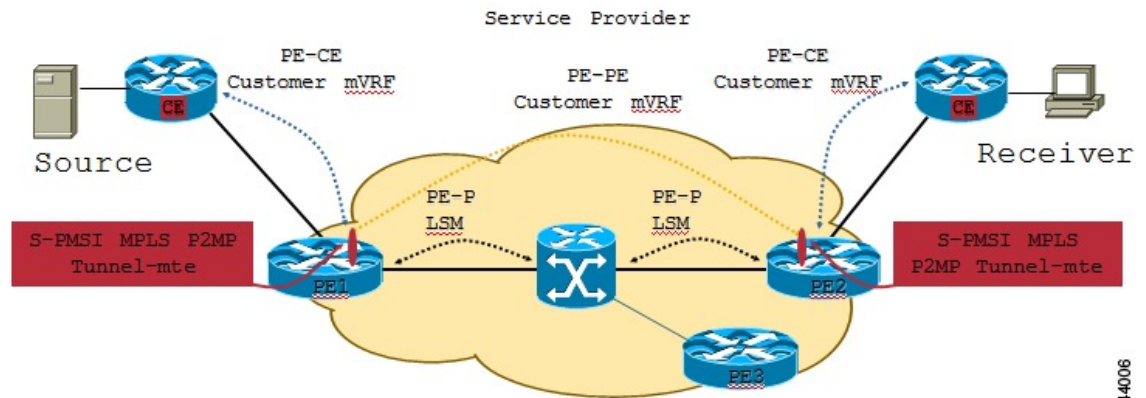 Service Provider
PE-CE
Customer mVRF
PE-PE
Customer mVRF
PE-CE
Customer mVRF
CE
CE
Source
Receiver
PE-P
LSM
PE-P
LSM
S-PMSI MPLS P2MP
Tunnel-mte
S-PMSI MPLS
P2MP Tunnel-mte
PE1
PE2
PE3